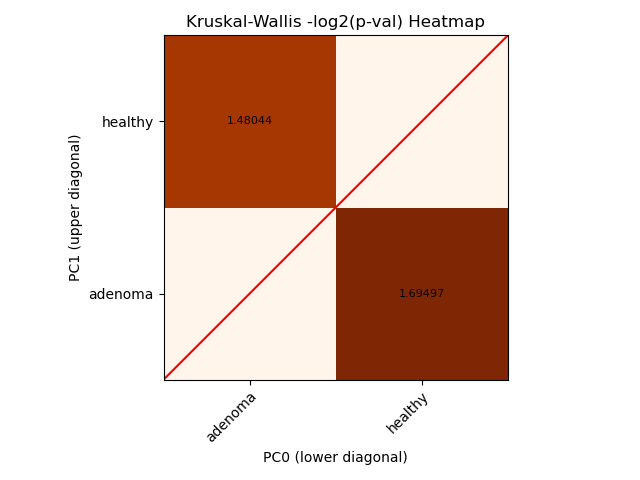 Kruskal-Wallis -log2(p-val) Heatmap
PC1 (upper diagonal)
healthy
1.48044
adenoma
1.69497
adenoma
healthy
PC0 (lower diagonal)